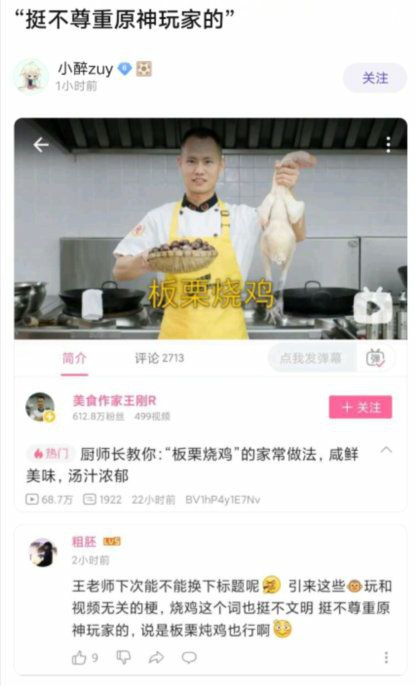 “挺不尊重原神玩家的”
小醉zuy
1小时前
关注
板栗烧鸡
简介
评论 2713
点我发弹幕
弹
美食作家王刚R
612.8万粉丝 499视频
+ 关注
热门 厨师长教你：“板栗烧鸡”的家常做法，咸鲜
美味，汤汁浓郁
68.7万 1922 22小时前 BV1hP4y1E7Nv
粗胚 LV5
2小时前
王老师下次能不能换下标题呢🤣 引来这些🐵玩和
视频无关的梗，烧鸡这个词也挺不文明 挺不尊重
原神玩家的，说是板栗炖鸡也行啊😳
9